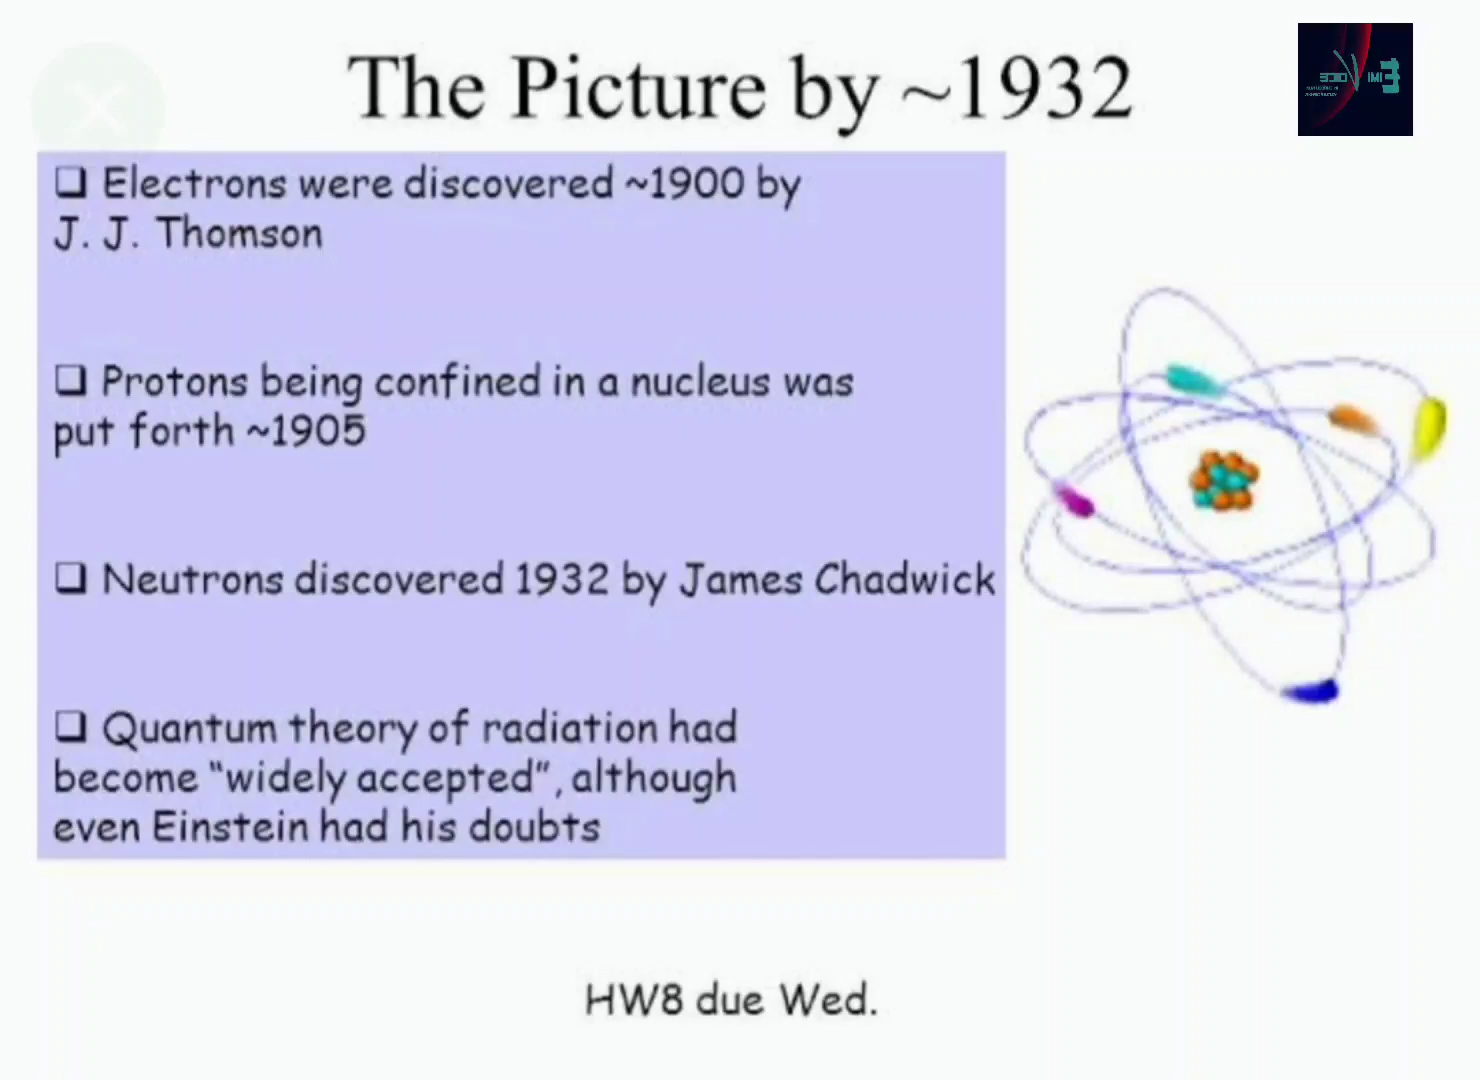 The Picture by ~1932
❑ Electrons were discovered ~1900 by
J. J. Thomson
❑ Protons being confined in a nucleus was
put forth ~1905
❑ Neutrons discovered 1932 by James Chadwick
❑ Quantum theory of radiation had
become “widely accepted”, although
even Einstein had his doubts
HW8 due Wed.